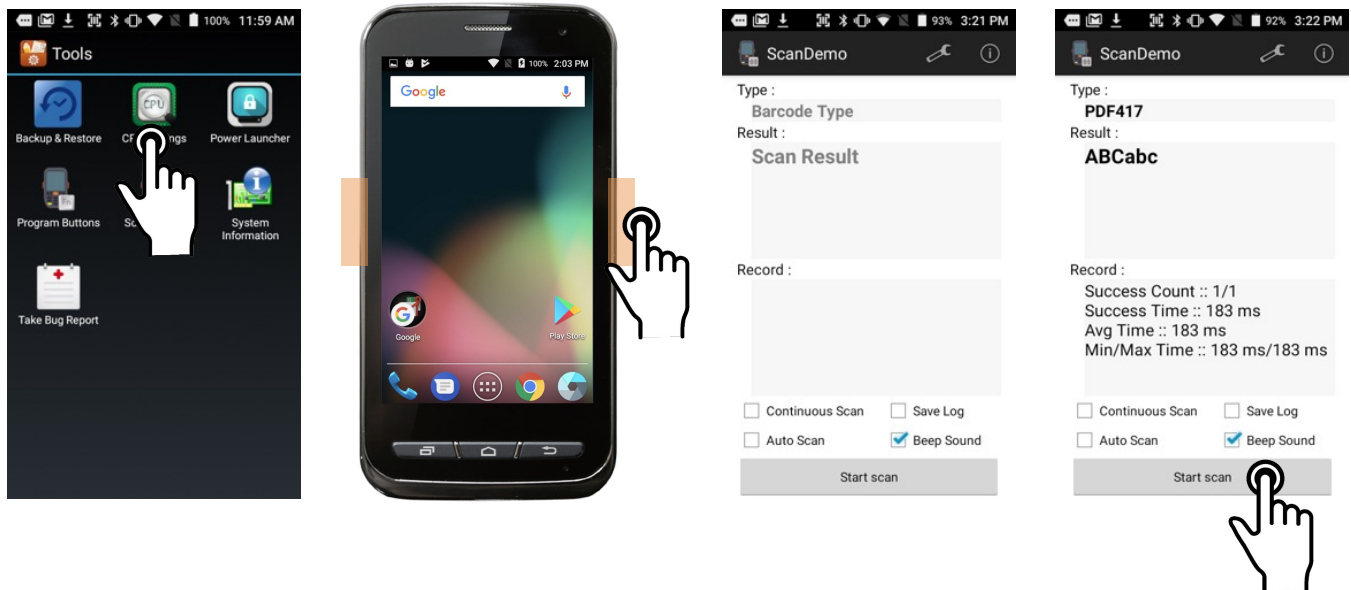 100% 11:59 AM
Tools
Backup & Restore
Power Launcher
Program Buttons
System
Information
Take Bug Report
100% 2:03 PM
Google
Google
Play Store
93% 3:21 PM
ScanDemo
Type :
Barcode Type
Result :
Scan Result
Record :
Continuous Scan
Save Log
Auto Scan
Beep Sound
Start scan
92% 3:22 PM
ScanDemo
Type :
PDF417
Result :
ABCabc
Record :
Success Count :: 1/1
Success Time :: 183 ms
Avg Time :: 183 ms
Min/Max Time :: 183 ms/183 ms
Continuous Scan
Save Log
Auto Scan
Beep Sound
Start scan